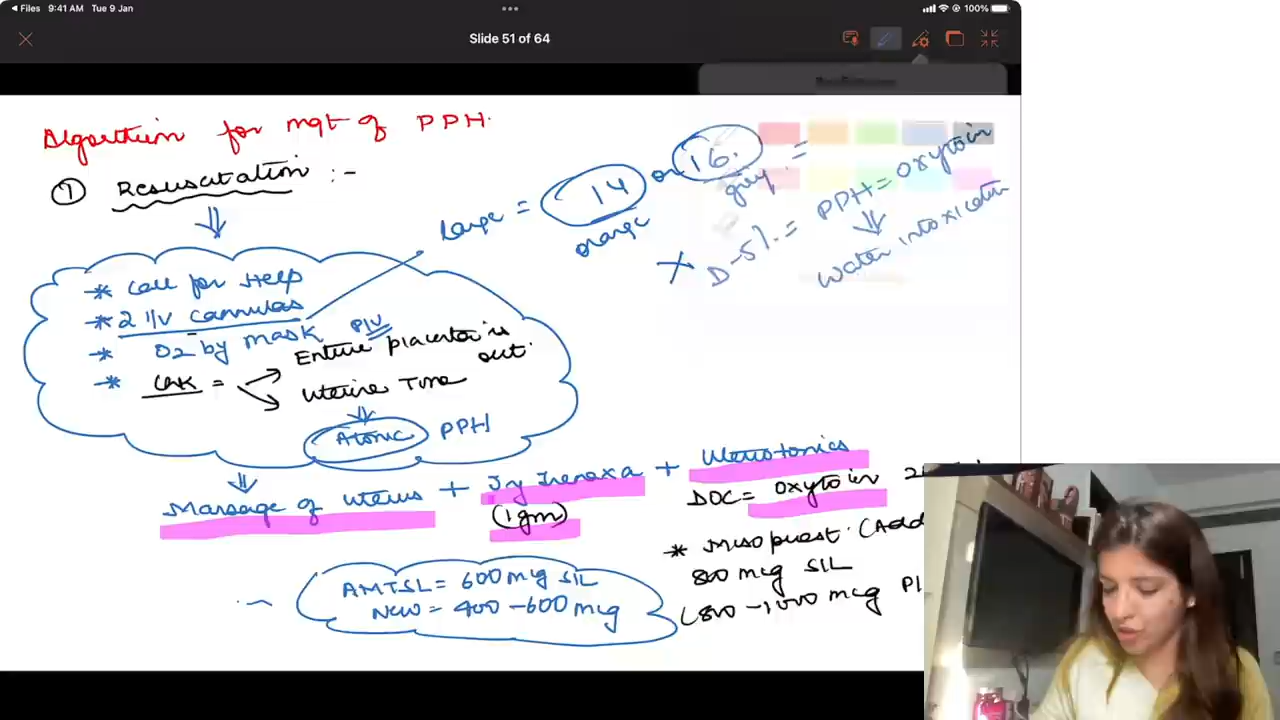 Files 9:41 AM Tue 9 Jan
100%
Slide 51 of 64
Algorithm for mgt of PPH.
① Resuscitation :-
Large = 14 or 16. =
orange grey
X D-5%. = PPH = oxytocin
Water intoxication
* Call for Help
* 2 I/V cannulas
* O2 by mask
P/V
* Chk = Entire placenta is out.
Uterine Tone
Atonic PPH
Massage of uterus + Inj Tranexa + Uterotonics
(1gm)
DOC = oxytocin
* Misoprost. (Add
800 mcg S/L
(800-1000 mcg P/
AMTSL = 600 mcg S/L
New = 400-600 mcg